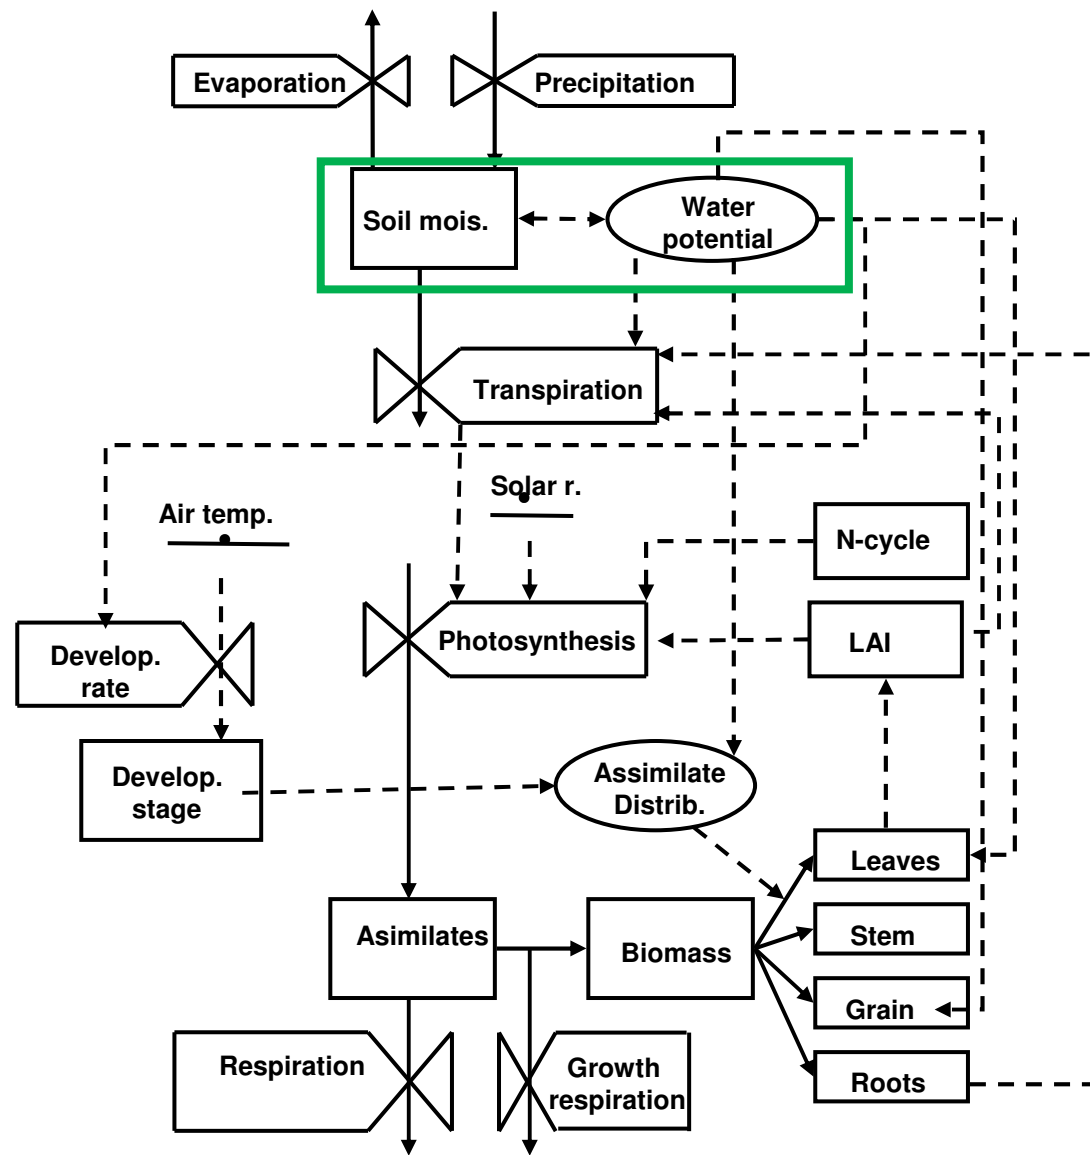 Evaporation
Precipitation
Soil mois.
Water
potential
Transpiration
Solar r.
Air temp.
N-cycle
Photosynthesis
LAI
Develop.
rate
Develop.
stage
Assimilate
Distrib.
Leaves
Asimilates
Biomass
Stem
Grain
Respiration
Growth
respiration
Roots